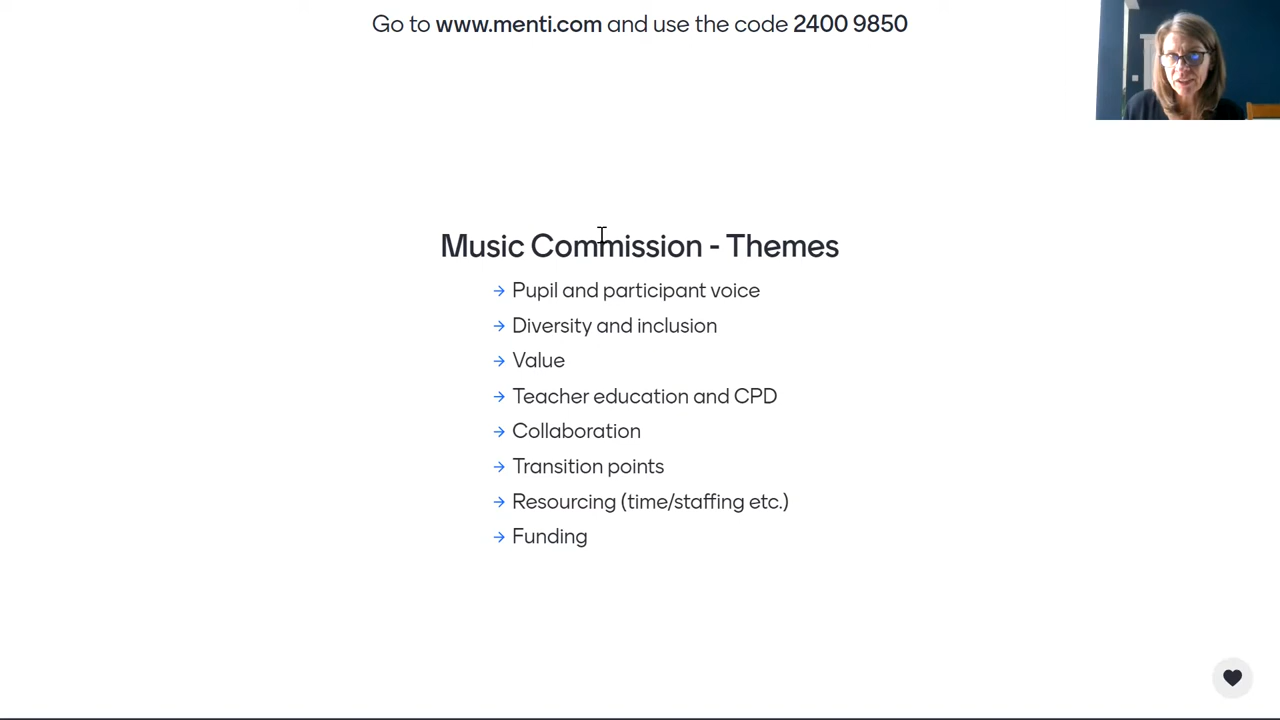 Go to www.menti.com and use the code 2400 9850
Music Commission - Themes
→ Pupil and participant voice
→ Diversity and inclusion
→ Value
→ Teacher education and CPD
→ Collaboration
→ Transition points
→ Resourcing (time/staffing etc.)
→ Funding